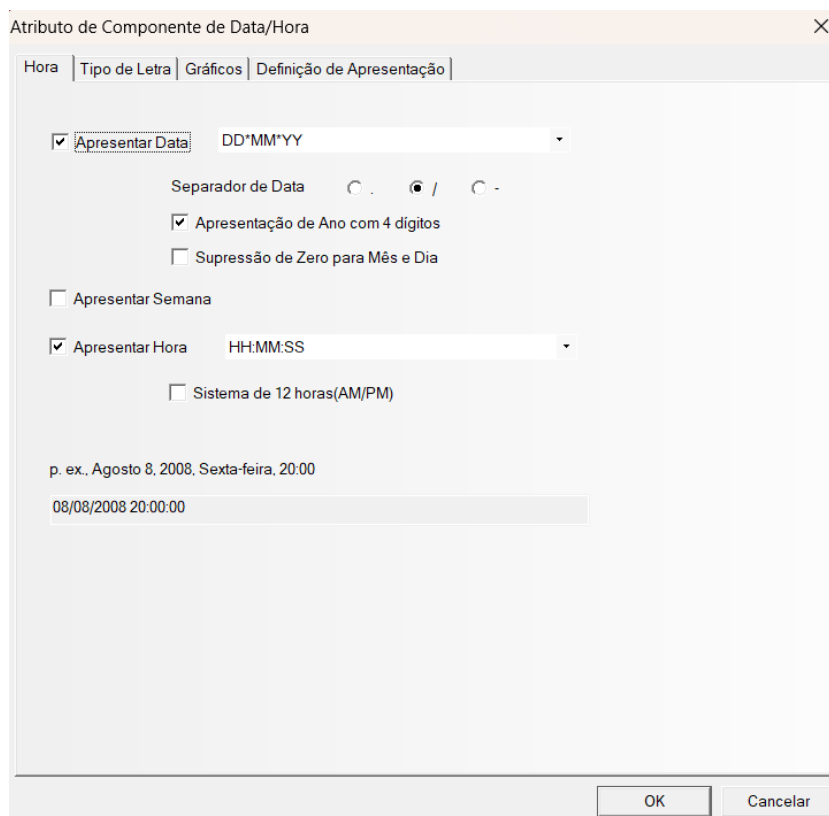 Atributo de Componente de Data/Hora
Hora Tipo de Letra Gráficos Definição de Apresentação
Apresentar Data DD*MM*YY
Separador de Data . / -
Apresentação de Ano com 4 dígitos
Supressão de Zero para Mês e Dia
Apresentar Semana
Apresentar Hora HH:MM:SS
Sistema de 12 horas(AM/PM)
p. ex., Agosto 8, 2008, Sexta-feira, 20:00
08/08/2008 20:00:00
OK Cancelar